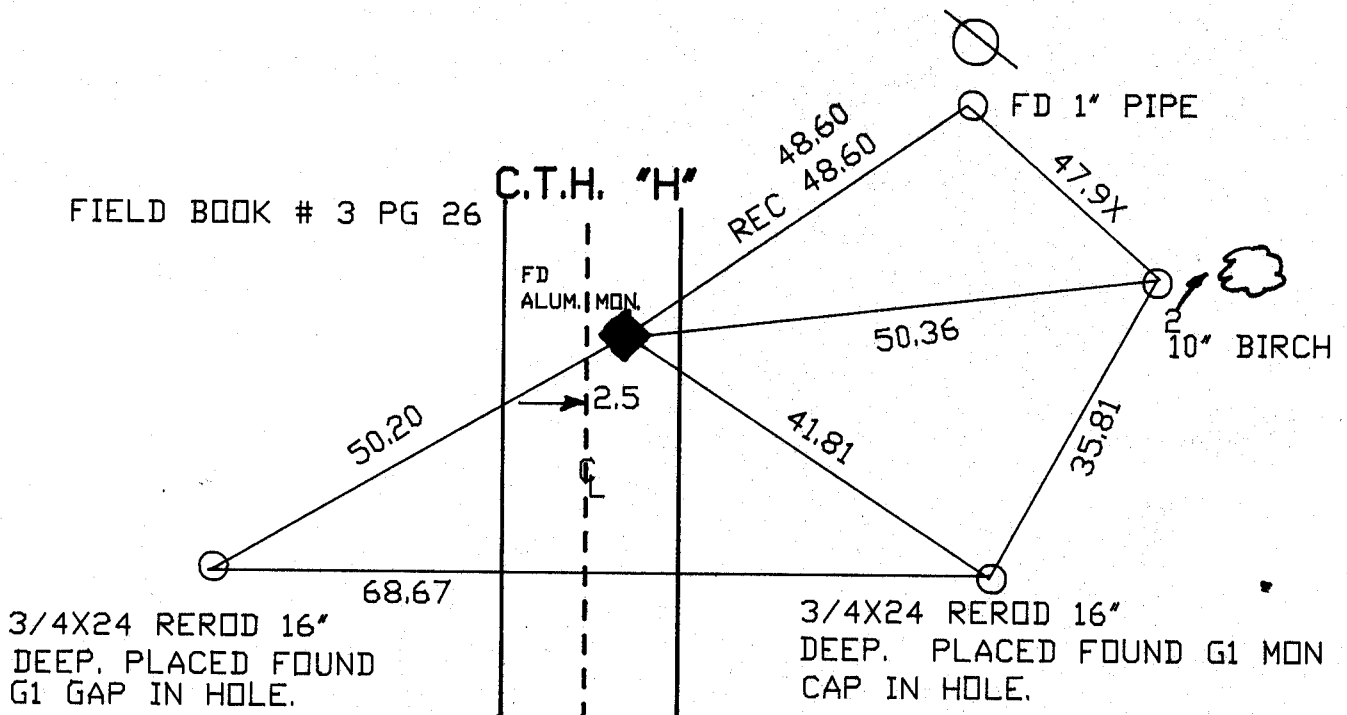 FD 1" PIPE
48.60
REC 48.60
47.9X
C.T.H. "H"
FIELD BOOK # 3 PG 26
FD
ALUM. MON.
50.36
2
10" BIRCH
2.5
50.20
41.81
35.81
CL
68.67
3/4X24 REROD 16"
DEEP. PLACED FOUND
G1 GAP IN HOLE.
3/4X24 REROD 16"
DEEP. PLACED FOUND G1 MON
CAP IN HOLE.